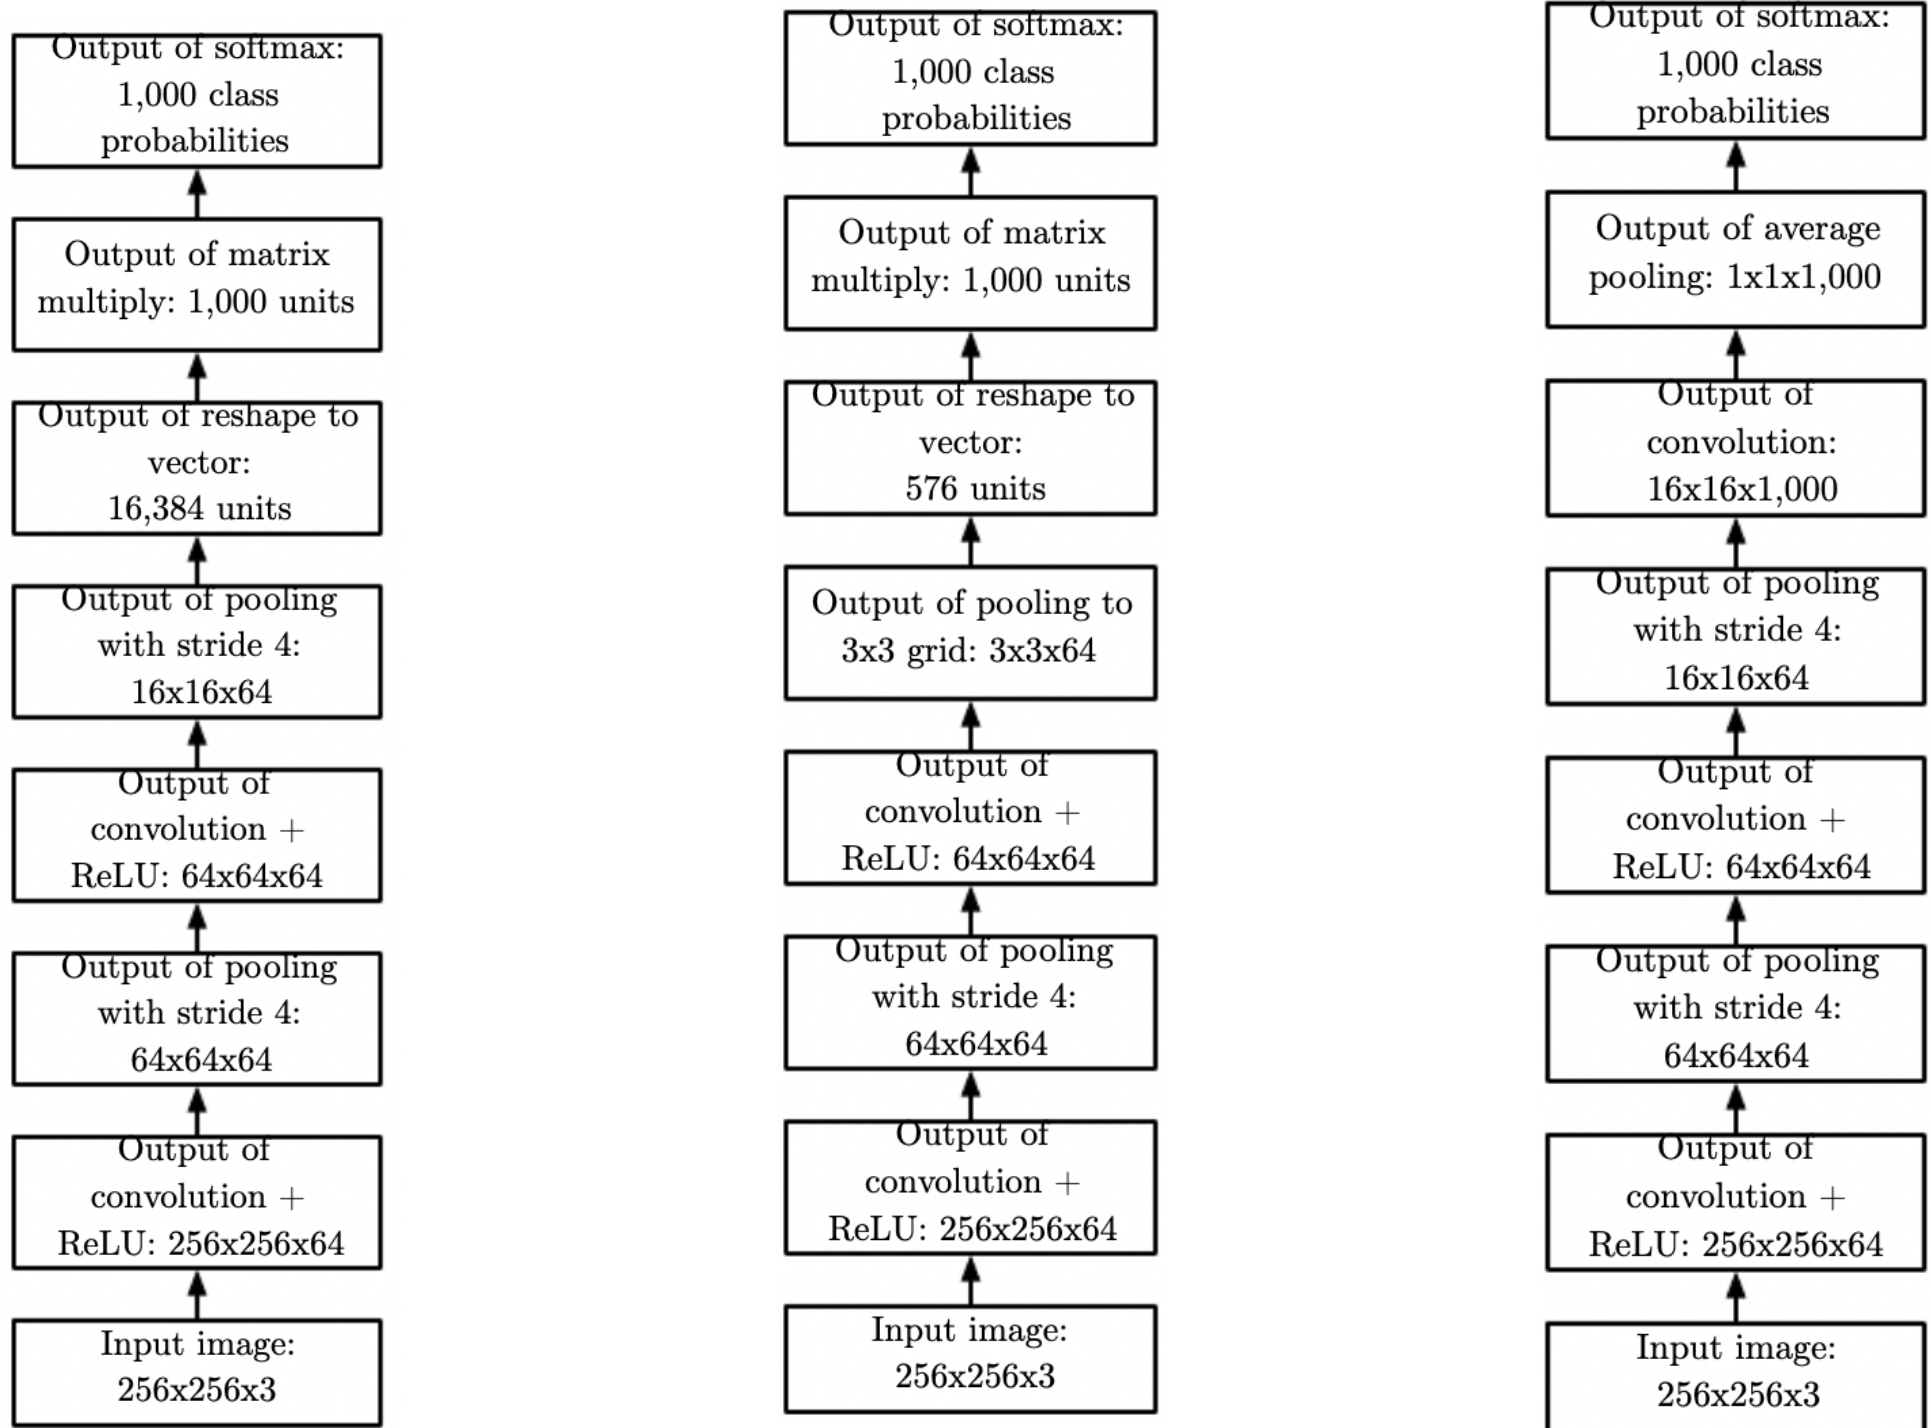 Output of softmax:
1,000 class
probabilities
Output of matrix
multiply: 1,000 units
Output of reshape to
vector:
16,384 units
Output of pooling
with stride 4:
16x16x64
Output of
convolution +
ReLU: 64x64x64
Output of pooling
with stride 4:
64x64x64
Output of
convolution +
ReLU: 256x256x64
Input image:
256x256x3
Output of softmax:
1,000 class
probabilities
Output of matrix
multiply: 1,000 units
Output of reshape to
vector:
576 units
Output of pooling to
3x3 grid: 3x3x64
Output of
convolution +
ReLU: 64x64x64
Output of pooling
with stride 4:
64x64x64
Output of
convolution +
ReLU: 256x256x64
Input image:
256x256x3
Output of softmax:
1,000 class
probabilities
Output of average
pooling: 1x1x1,000
Output of
convolution:
16x16x1,000
Output of pooling
with stride 4:
16x16x64
Output of
convolution +
ReLU: 64x64x64
Output of pooling
with stride 4:
64x64x64
Output of
convolution +
ReLU: 256x256x64
Input image:
256x256x3